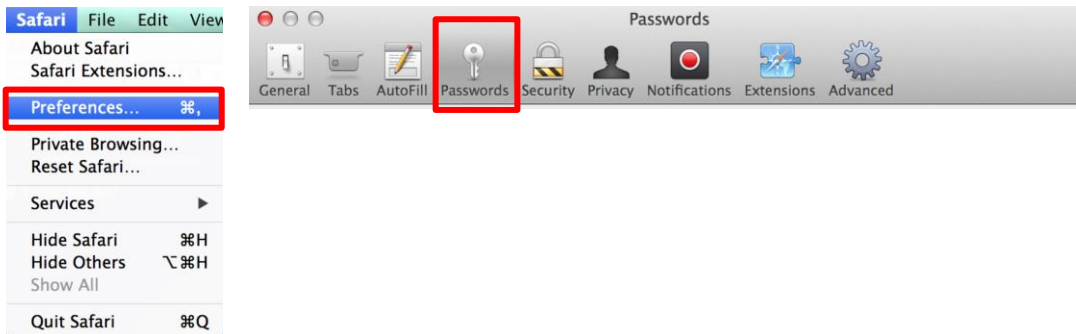 Safari File Edit View
About Safari
Safari Extensions...
Preferences... ⌘,
Private Browsing...
Reset Safari...
Services ▶
Hide Safari ⌘H
Hide Others ⌥⌘H
Show All
Quit Safari ⌘Q
Passwords
General Tabs AutoFill Passwords Security Privacy Notifications Extensions Advanced